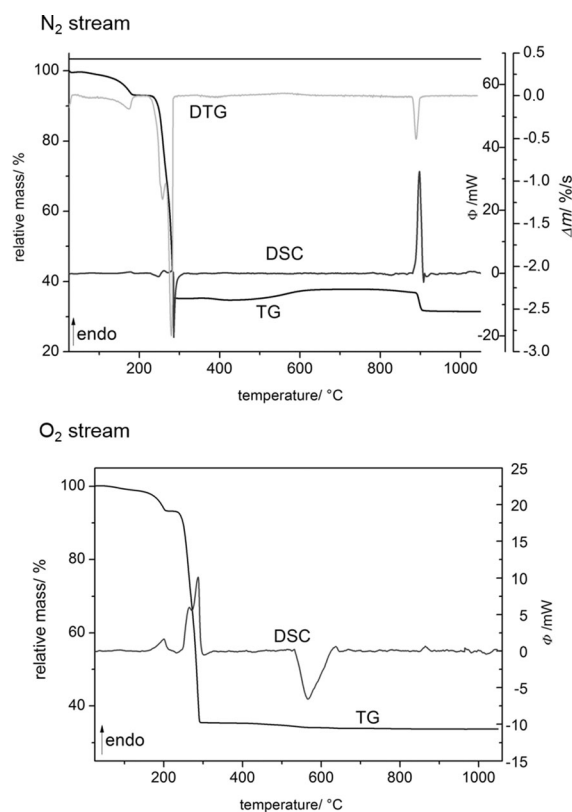 N₂ stream
100
80
60
40
20
relative mass/ %
DTG
DSC
TG
endo
60
40
20
0
-20
Φ /mW
0.5
0.0
-0.5
-1.0
-1.5
-2.0
-2.5
-3.0
Δm/ %/s
200 400 600 800 1000
temperature/ °C
O₂ stream
100
80
60
40
relative mass/ %
DSC
TG
endo
25
20
15
10
5
0
-5
-10
-15
Φ /mW
200 400 600 800 1000
temperature/ °C